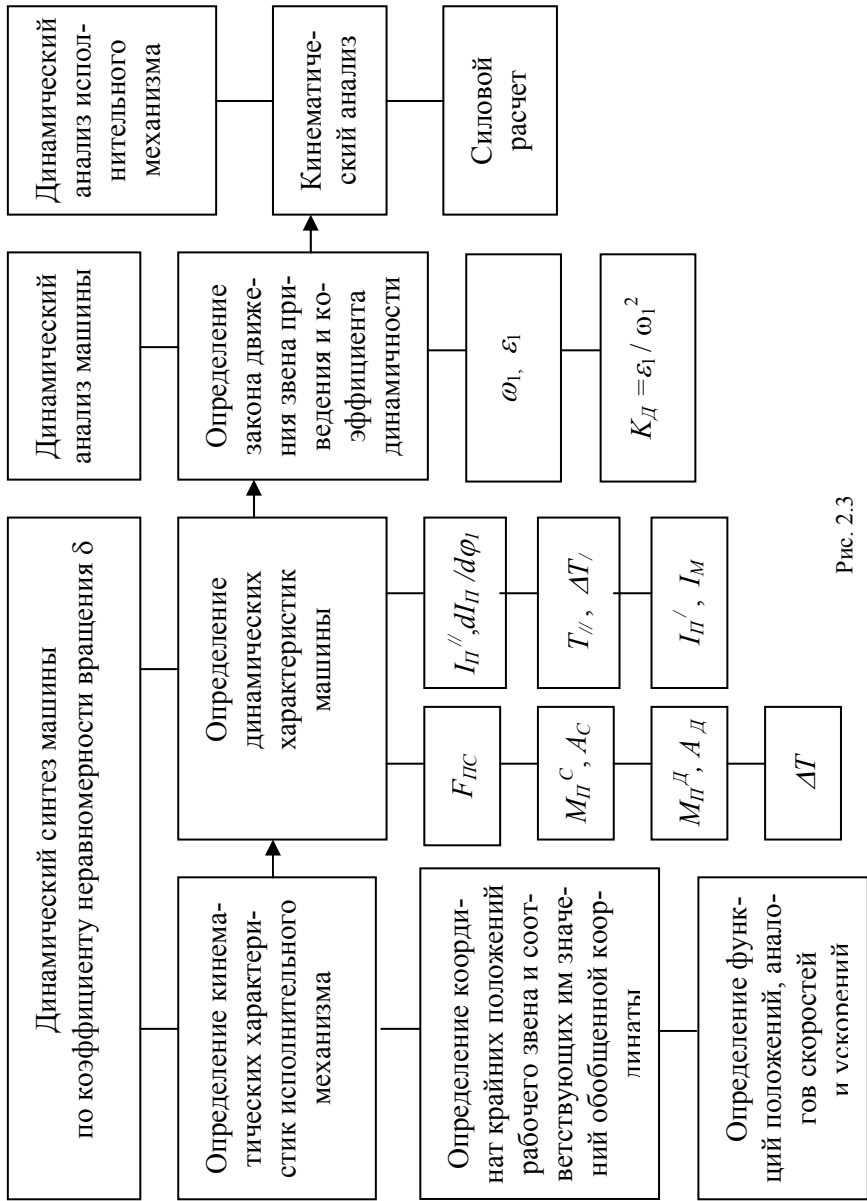 Динамический синтез машины
по коэффициенту неравномерности вращения δ
Динамический
анализ машины
Динамический
анализ испол-
нительного
механизма
Определение кинема-
тических характери-
стик исполнительного
механизма
Определение
динамических
характеристик
машины
Определение
закона движе-
ния звена при-
ведения и ко-
эффициента
динамичности
Кинематиче-
ский анализ
Определение коорди-
нат крайних положений
рабочего звена и соот-
ветствующих им значе-
ний обобщенной коор-
динаты
F_ПС
I_П^//, dI_П /dφ_1
ω_1, ε_1
Силовой
расчет
M_П^С, A_С
T_//, ΔT_/
K_Д =ε_1 / ω_1^2
M_П^Д, A_Д
I_П^/, I_М
Определение функ-
ций положений, анало-
гов скоростей
и ускорений
ΔT
Рис. 2.3